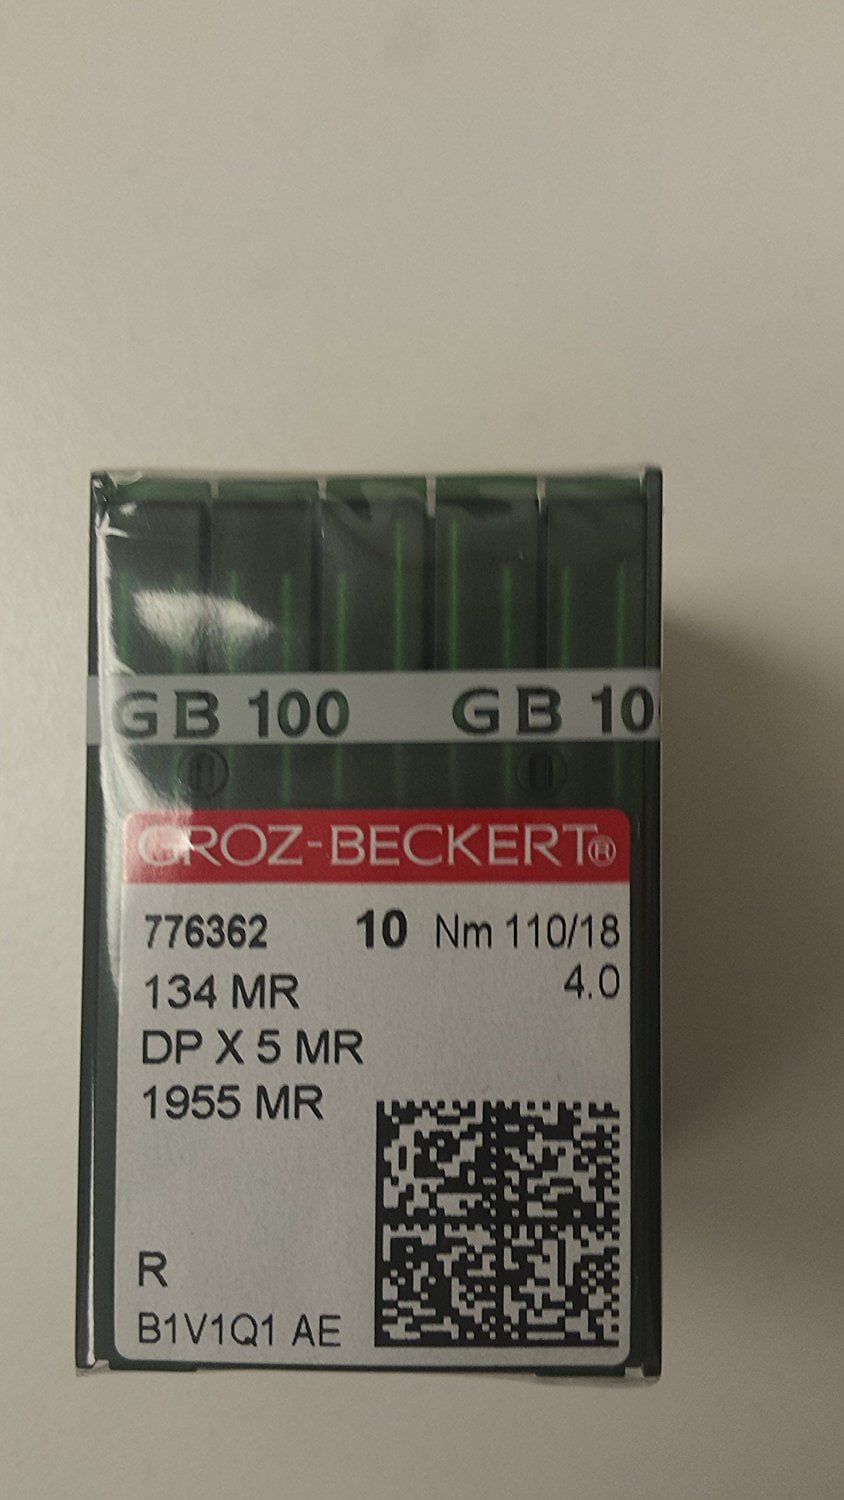 GB 100 GB 10
GROZ-BECKERT®
776362 10 Nm 110/18
134 MR 4.0
DP X 5 MR
1955 MR
R
B1V1Q1 AE